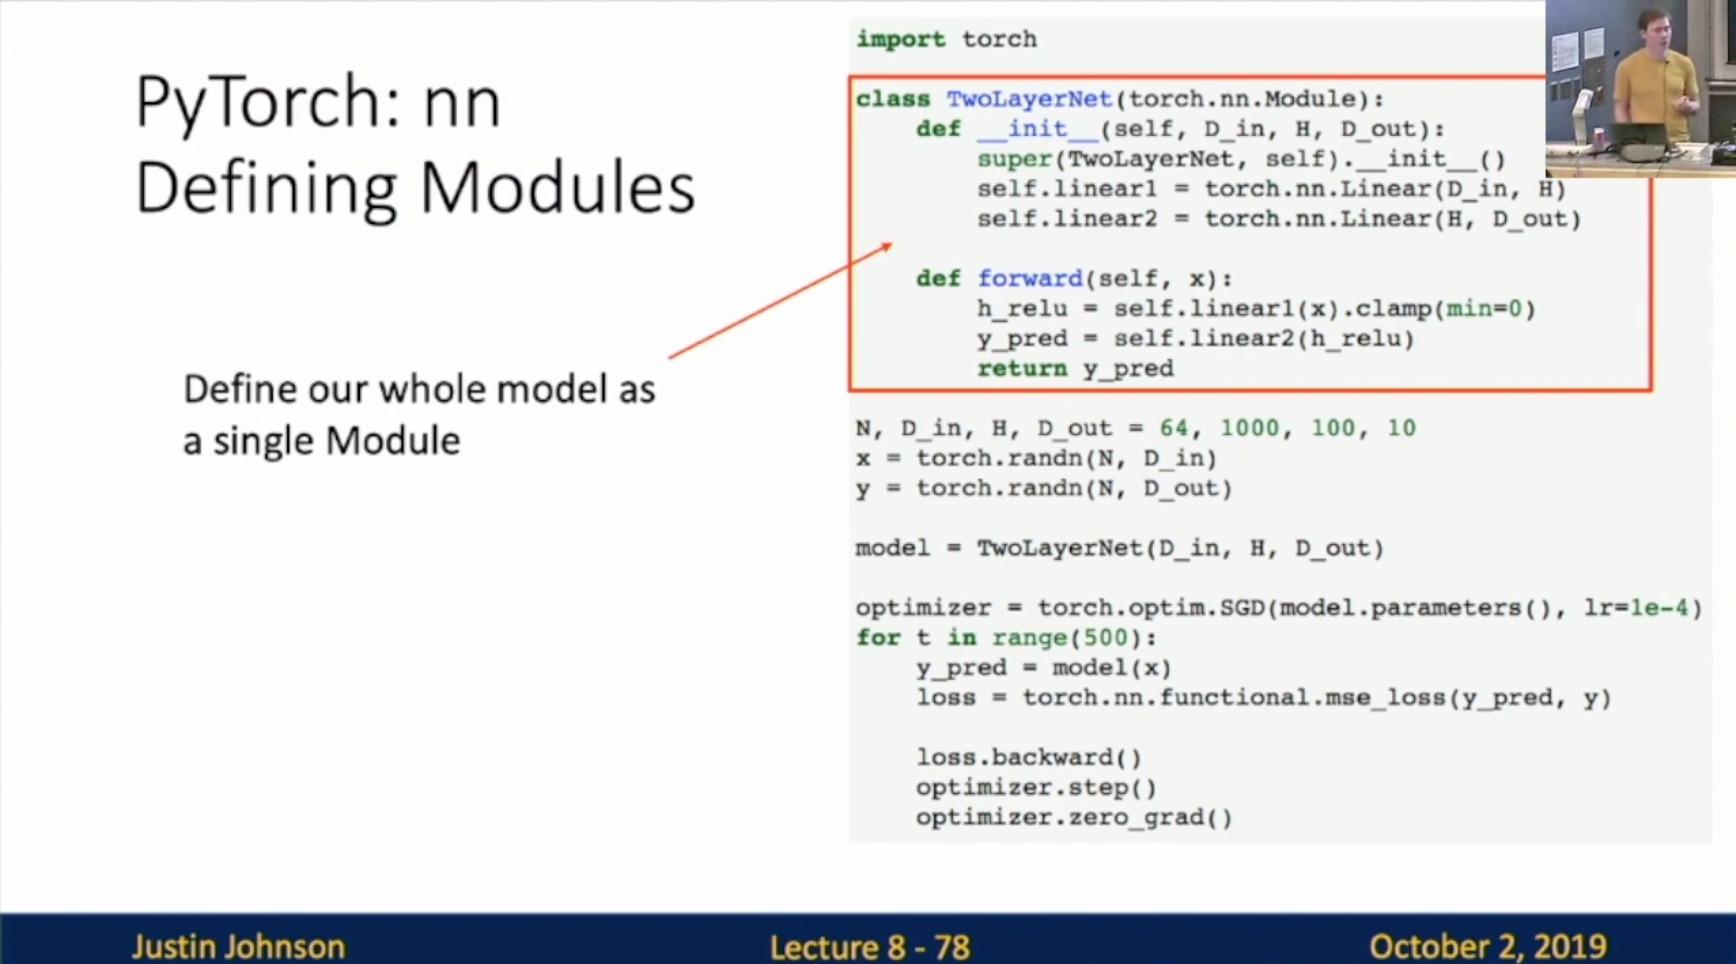 PyTorch: nn
Defining Modules
Define our whole model as
a single Module
import torch
class TwoLayerNet(torch.nn.Module):
    def __init__(self, D_in, H, D_out):
        super(TwoLayerNet, self).__init__()
        self.linear1 = torch.nn.Linear(D_in, H)
        self.linear2 = torch.nn.Linear(H, D_out)
    def forward(self, x):
        h_relu = self.linear1(x).clamp(min=0)
        y_pred = self.linear2(h_relu)
        return y_pred
N, D_in, H, D_out = 64, 1000, 100, 10
x = torch.randn(N, D_in)
y = torch.randn(N, D_out)
model = TwoLayerNet(D_in, H, D_out)
optimizer = torch.optim.SGD(model.parameters(), lr=1e-4)
for t in range(500):
    y_pred = model(x)
    loss = torch.nn.functional.mse_loss(y_pred, y)
    loss.backward()
    optimizer.step()
    optimizer.zero_grad()
Justin Johnson
Lecture 8 - 78
October 2, 2019